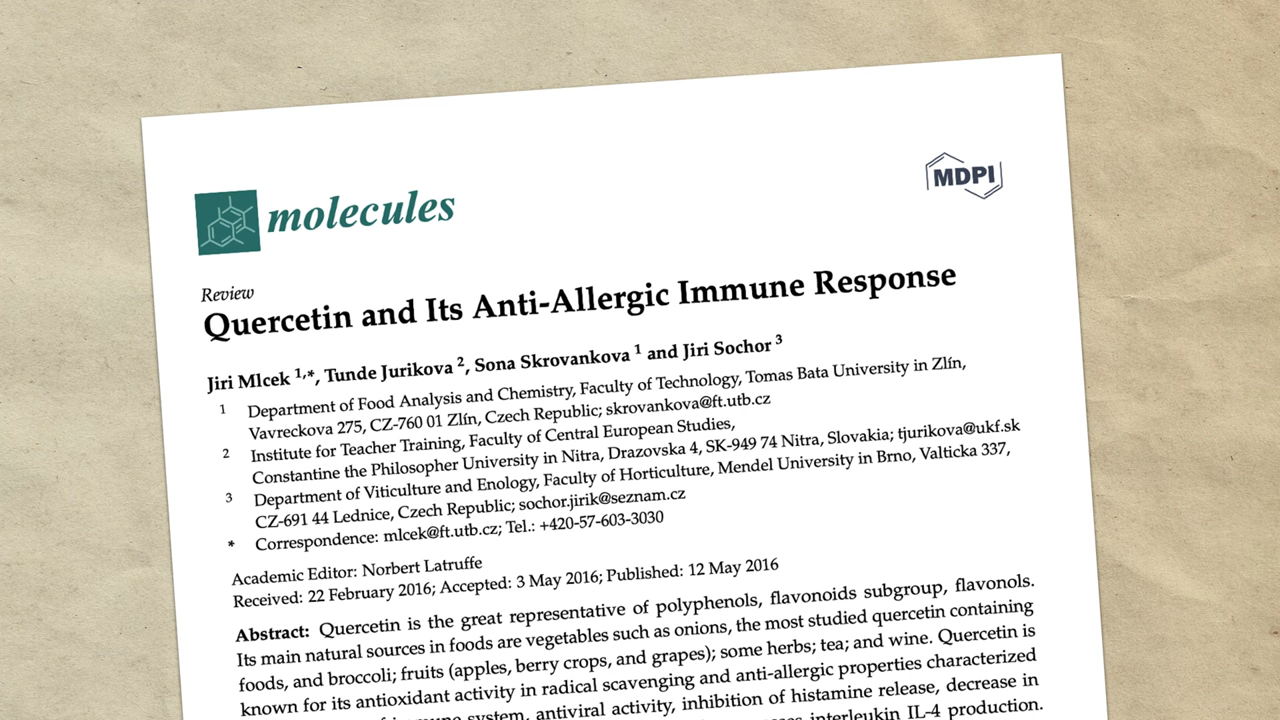 molecules
MDPI
Review
Quercetin and Its Anti-Allergic Immune Response
Jiri Mlcek 1,*, Tunde Jurikova 2, Sona Skrovankova 1 and Jiri Sochor 3
1 Department of Food Analysis and Chemistry, Faculty of Technology, Tomas Bata University in Zlín,
Vavreckova 275, CZ-760 01 Zlín, Czech Republic; skrovankova@ft.utb.cz
2 Institute for Teacher Training, Faculty of Central European Studies,
Constantine the Philosopher University in Nitra, Drazovska 4, SK-949 74 Nitra, Slovakia; tjurikova@ukf.sk
3 Department of Viticulture and Enology, Faculty of Horticulture, Mendel University in Brno, Valticka 337,
CZ-691 44 Lednice, Czech Republic; sochor.jirik@seznam.cz
* Correspondence: mlcek@ft.utb.cz; Tel.: +420-57-603-3030
Academic Editor: Norbert Latruffe
Received: 22 February 2016; Accepted: 3 May 2016; Published: 12 May 2016
Abstract: Quercetin is the great representative of polyphenols, flavonoids subgroup, flavonols.
Its main natural sources in foods are vegetables such as onions, the most studied quercetin containing
foods, and broccoli; fruits (apples, berry crops, and grapes); some herbs; tea; and wine. Quercetin is
known for its antioxidant activity in radical scavenging and anti-allergic properties characterized
system, antiviral activity, inhibition of histamine release, decrease in
interleukin IL-4 production.